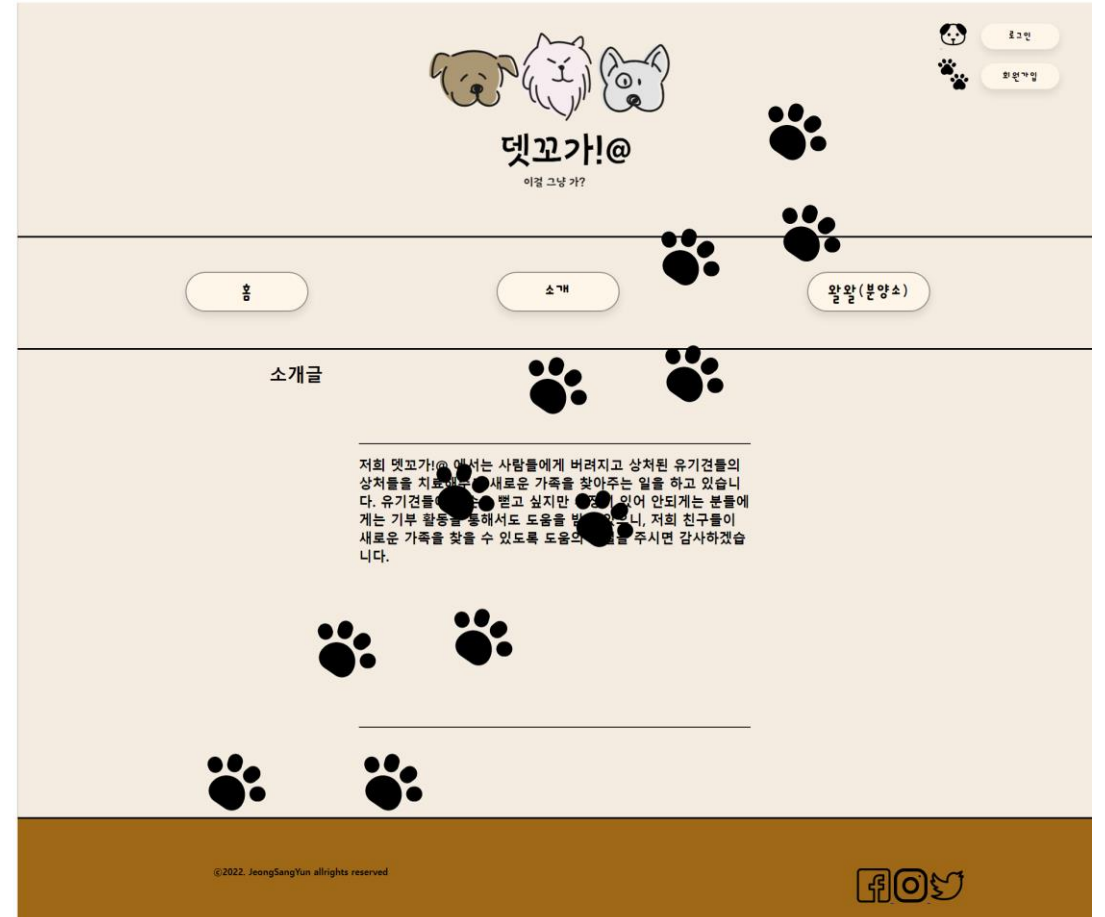 로그인
회원가입
뎃꼬가!@
이걸 그냥 가?
홈
소개
왈왈(분양소)
소개글
저희 뎃꼬가!@ 에서는 사람들에게 버려지고 상처된 유기견들의
상처들을 새로운 가족을 찾아주는 일을 하고 있습니
다. 뻗고 싶지만 있어 안되게는 분들에
게는 기부 활동을 통해서도 도움을 저희 친구들이
새로운 가족을 찾을 수 있도록 도움의 주시면 감사하겠습
니다.
©2022. JeongSangYun allrights reserved